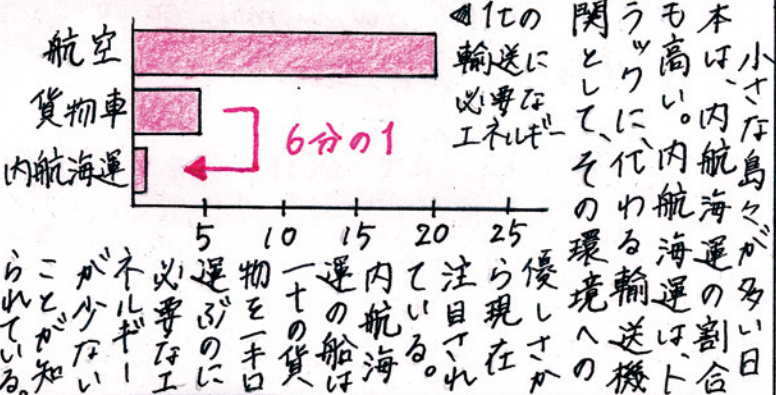 航空
貨物車
内航海運
6分の1
5 10 15 20 25
◀1tの
輸送に
必要な
エネルギー
小さな島々が多い日
本は、内航海運の割合
も高い。内航海運は、ト
ラックに代わる輸送機
関として、その環境への
優しさか
ら現在
注目され
ている。
内航海
運の船は
一tの貨
物を一キロ
運ぶのに
必要なエ
ネルギー
が少ない
ことが知
られている。